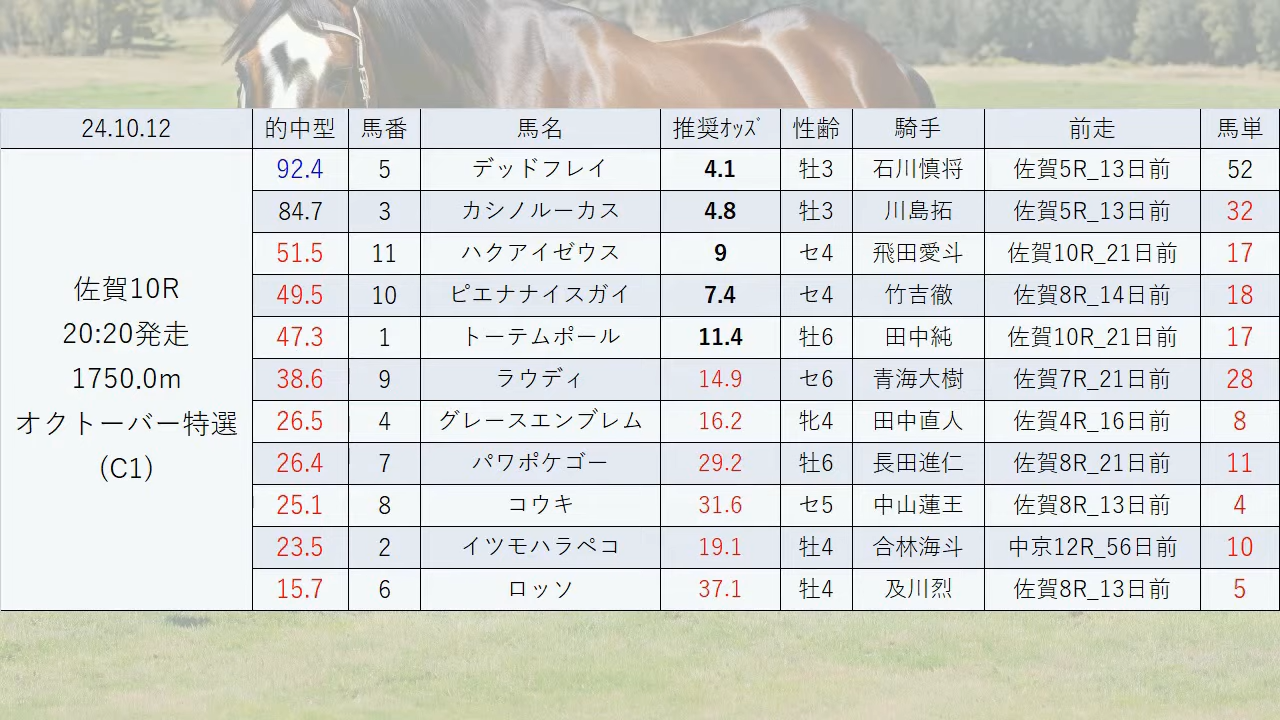 24.10.12 的中型 馬番 馬名 推奨ｵｯｽﾞ 性齢 騎手 前走 馬単
佐賀10R
20:20発走
1750.0m
オクトーバー特選
(C1)
92.4 5 デッドフレイ 4.1 牡3 石川慎将 佐賀5R_13日前 52
84.7 3 カシノルーカス 4.8 牡3 川島拓 佐賀5R_13日前 32
51.5 11 ハクアイゼウス 9 セ4 飛田愛斗 佐賀10R_21日前 17
49.5 10 ピエナナイスガイ 7.4 セ4 竹吉徹 佐賀8R_14日前 18
47.3 1 トーテムポール 11.4 牡6 田中純 佐賀10R_21日前 17
38.6 9 ラウディ 14.9 セ6 青海大樹 佐賀7R_21日前 28
26.5 4 グレースエンブレム 16.2 牝4 田中直人 佐賀4R_16日前 8
26.4 7 パワポケゴー 29.2 牡6 長田進仁 佐賀8R_21日前 11
25.1 8 コウキ 31.6 セ5 中山蓮王 佐賀8R_13日前 4
23.5 2 イツモハラペコ 19.1 牡4 合林海斗 中京12R_56日前 10
15.7 6 ロッソ 37.1 牡4 及川烈 佐賀8R_13日前 5